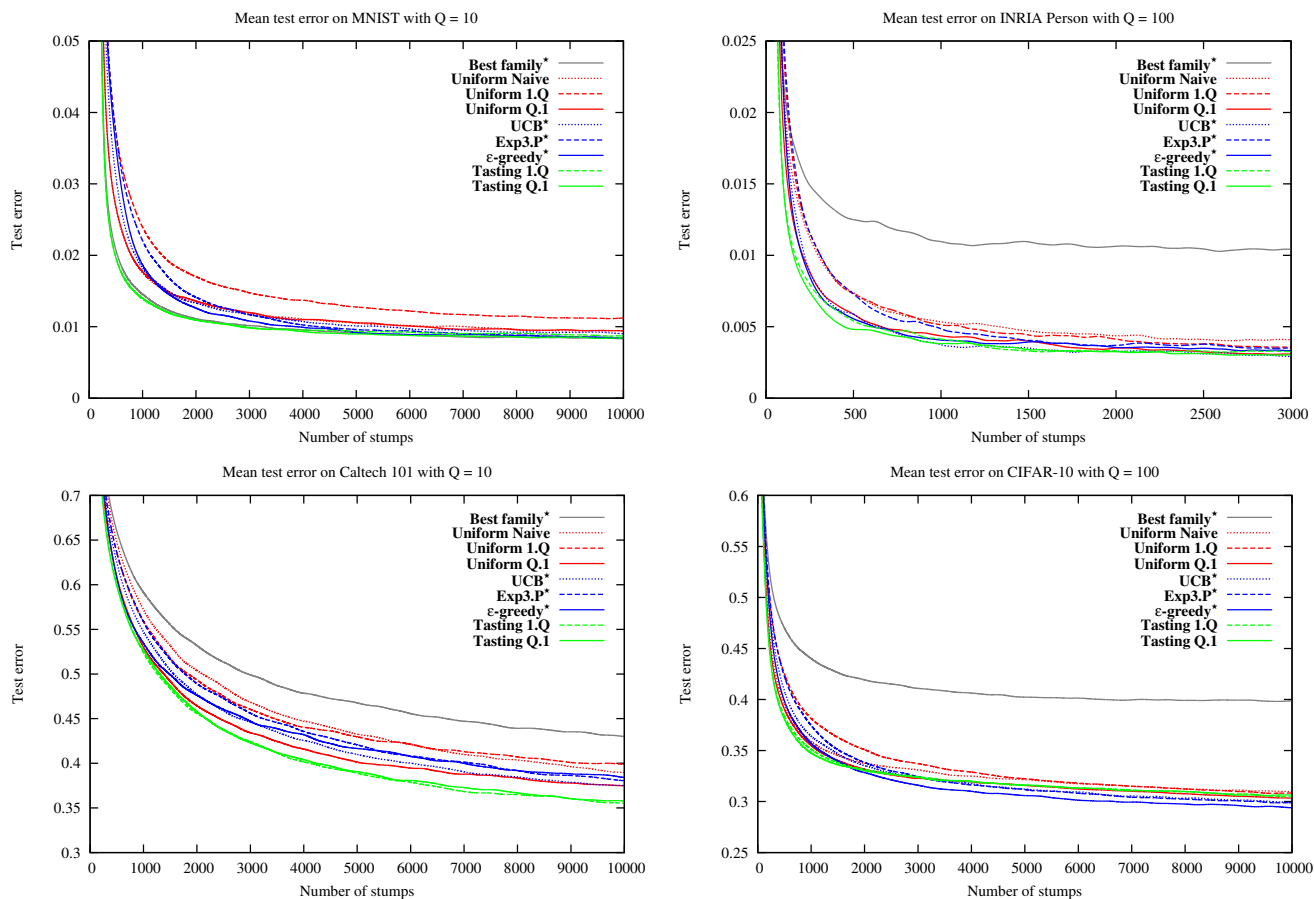 Mean test error on MNIST with Q = 10
0.05
0.04
0.03
0.02
0.01
0
Test error
Best family★
Uniform Naive
Uniform 1.Q
Uniform Q.1
UCB★
Exp3.P★
ε-greedy★
Tasting 1.Q
Tasting Q.1
0 1000 2000 3000 4000 5000 6000 7000 8000 9000 10000
Number of stumps
Mean test error on INRIA Person with Q = 100
0.025
0.02
0.015
0.01
0.005
0
Test error
Best family★
Uniform Naive
Uniform 1.Q
Uniform Q.1
UCB★
Exp3.P★
ε-greedy★
Tasting 1.Q
Tasting Q.1
0 500 1000 1500 2000 2500 3000
Number of stumps
Mean test error on Caltech 101 with Q = 10
0.7
0.65
0.6
0.55
0.5
0.45
0.4
0.35
0.3
Test error
Best family★
Uniform Naive
Uniform 1.Q
Uniform Q.1
UCB★
Exp3.P★
ε-greedy★
Tasting 1.Q
Tasting Q.1
0 1000 2000 3000 4000 5000 6000 7000 8000 9000 10000
Number of stumps
Mean test error on CIFAR-10 with Q = 100
0.6
0.55
0.5
0.45
0.4
0.35
0.3
0.25
Test error
Best family★
Uniform Naive
Uniform 1.Q
Uniform Q.1
UCB★
Exp3.P★
ε-greedy★
Tasting 1.Q
Tasting Q.1
0 1000 2000 3000 4000 5000 6000 7000 8000 9000 10000
Number of stumps